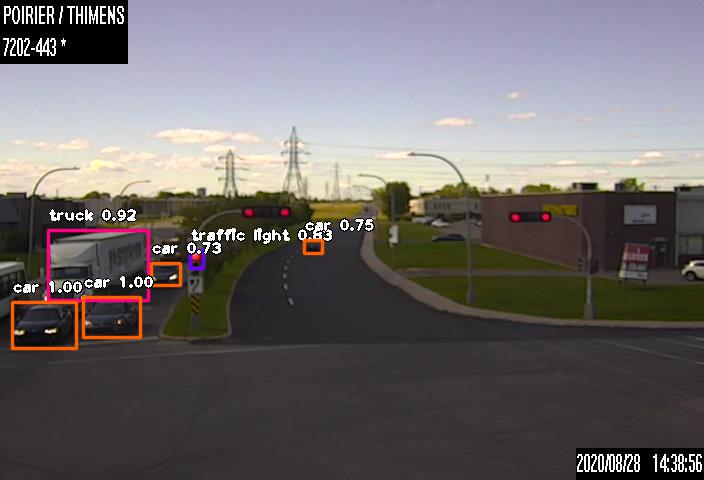 POIRIER / THIMENS
7202-443 *
truck 0.92
car 0.75
traffic light 0.63
car 0.73
car 1.00
car 1.00
2020/08/28 14:38:56